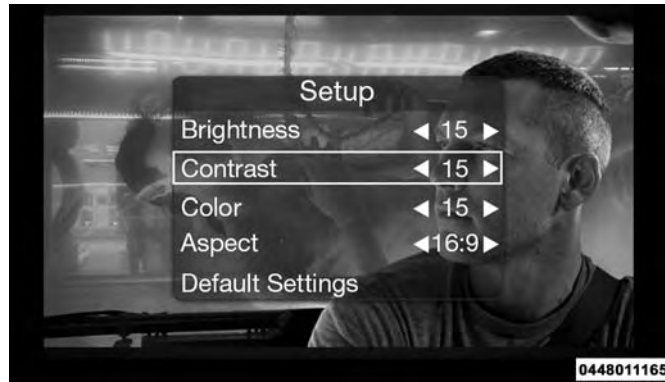 Setup
Brightness ◀ 15 ▶
Contrast ◀ 15 ▶
Color ◀ 15 ▶
Aspect ◀16:9▶
Default Settings
0448011165